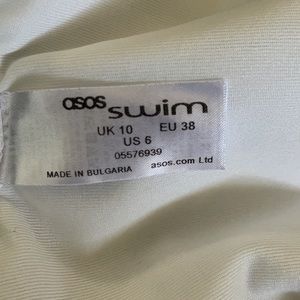 asos swim
UK 10 EU 38
US 6
05576939
MADE IN BULGARIA asos.com Ltd